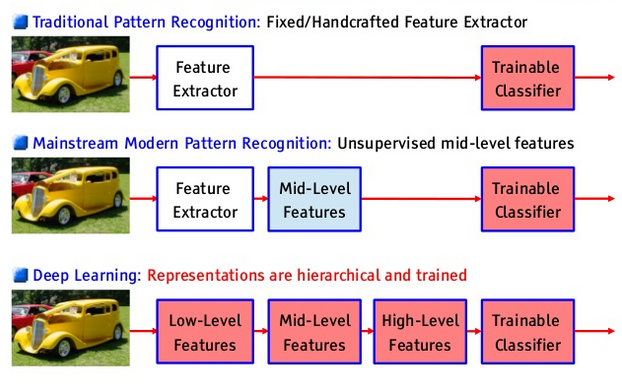 Traditional Pattern Recognition: Fixed/Handcrafted Feature Extractor
Feature
Extractor
Trainable
Classifier
Mainstream Modern Pattern Recognition: Unsupervised mid-level features
Feature
Extractor
Mid-Level
Features
Trainable
Classifier
Deep Learning: Representations are hierarchical and trained
Low-Level
Features
Mid-Level
Features
High-Level
Features
Trainable
Classifier